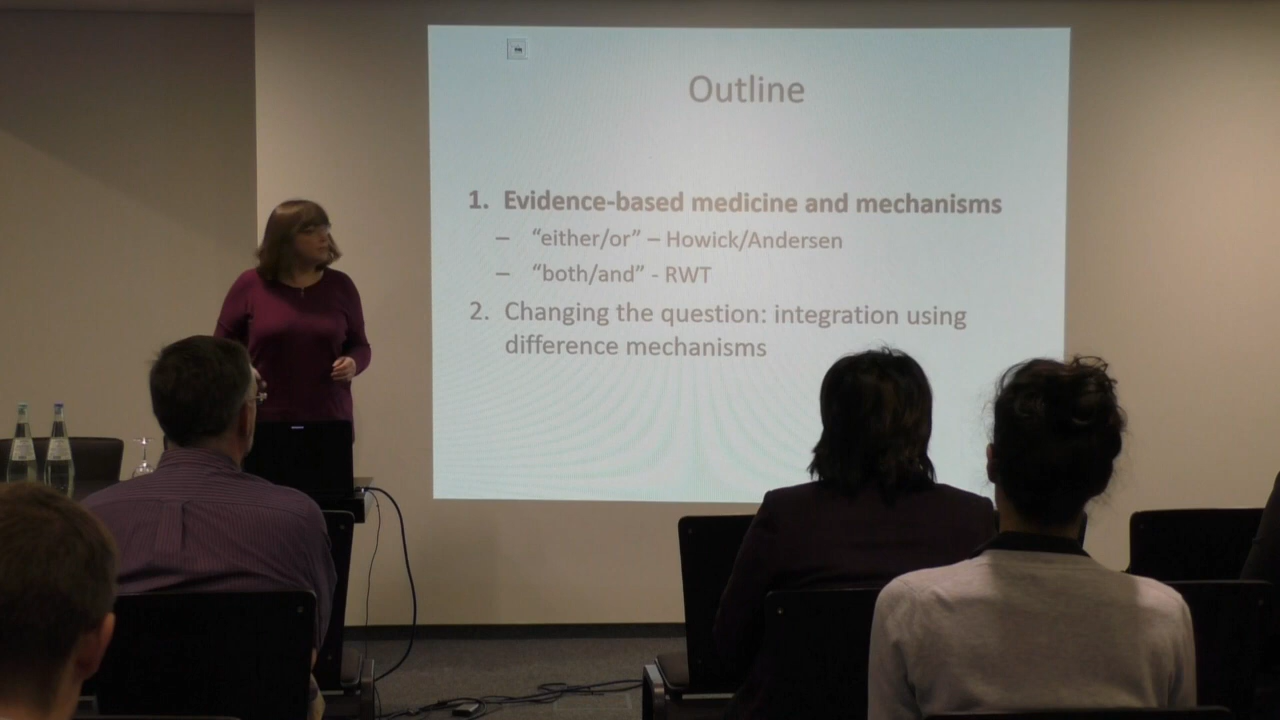 Outline
1. Evidence-based medicine and mechanisms
– “either/or” – Howick/Andersen
– “both/and” - RWT
2. Changing the question: integration using
difference mechanisms